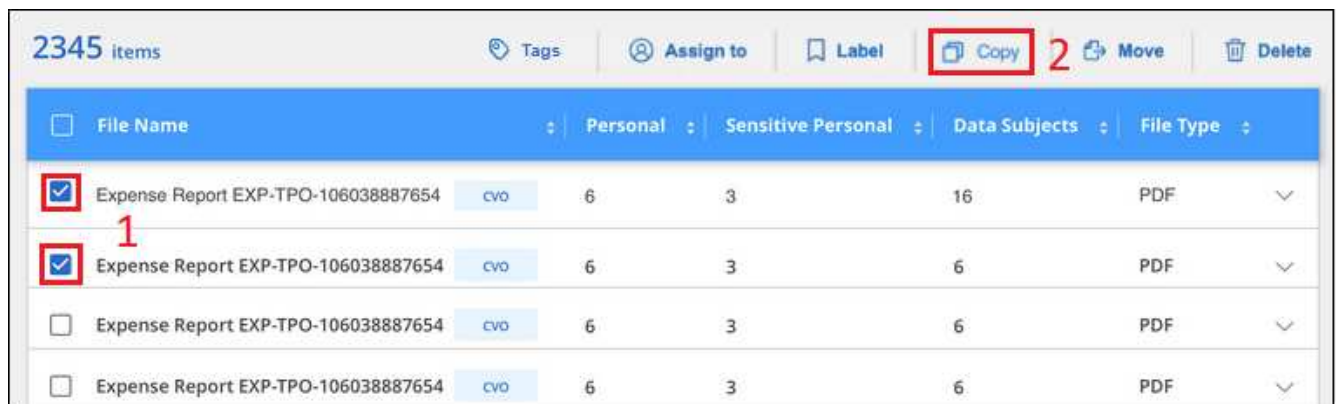 2345 items Tags Assign to Label Copy 2 Move Delete
File Name Personal Sensitive Personal Data Subjects File Type
Expense Report EXP-TPO-106038887654 CVO 6 3 16 PDF
1
Expense Report EXP-TPO-106038887654 CVO 6 3 6 PDF
Expense Report EXP-TPO-106038887654 CVO 6 3 6 PDF
Expense Report EXP-TPO-106038887654 CVO 6 3 6 PDF